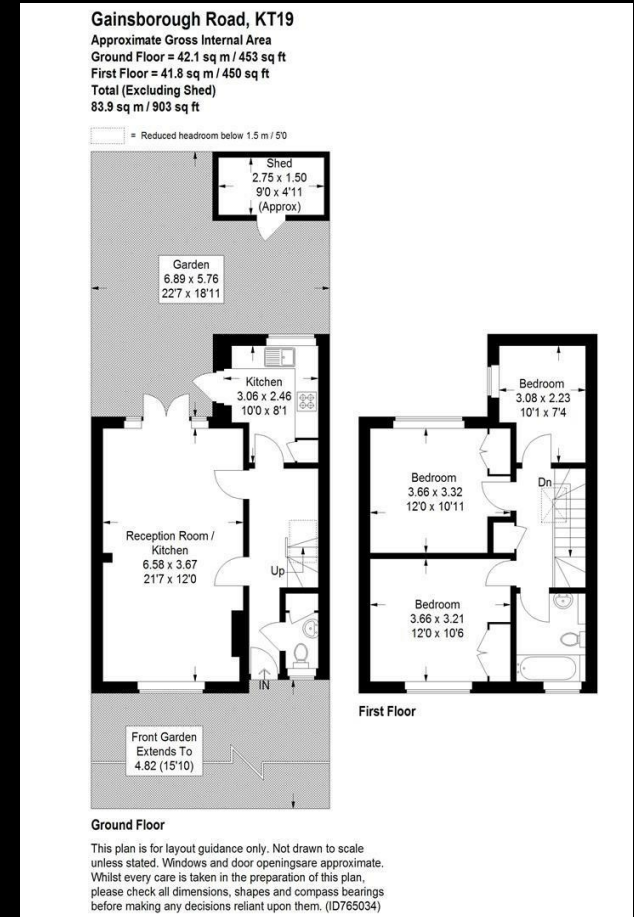 Gainsborough Road, KT19
Approximate Gross Internal Area
Ground Floor = 42.1 sq m / 453 sq ft
First Floor = 41.8 sq m / 450 sq ft
Total (Excluding Shed)
83.9 sq m / 903 sq ft
= Reduced headroom below 1.5 m / 5'0
Shed
2.75 x 1.50
9'0 x 4'11
(Approx)
Garden
6.89 x 5.76
22'7 x 18'11
Kitchen
3.06 x 2.46
10'0 x 8'1
Bedroom
3.08 x 2.23
10'1 x 7'4
Bedroom
3.66 x 3.32
12'0 x 10'11
Dn
Reception Room /
Kitchen
6.58 x 3.67
21'7 x 12'0
Up
Bedroom
3.66 x 3.21
12'0 x 10'6
IN
First Floor
Front Garden
Extends To
4.82 (15'10)
Ground Floor
This plan is for layout guidance only. Not drawn to scale
unless stated. Windows and door openingsare approximate.
Whilst every care is taken in the preparation of this plan,
please check all dimensions, shapes and compass bearings
before making any decisions reliant upon them. (ID765034)